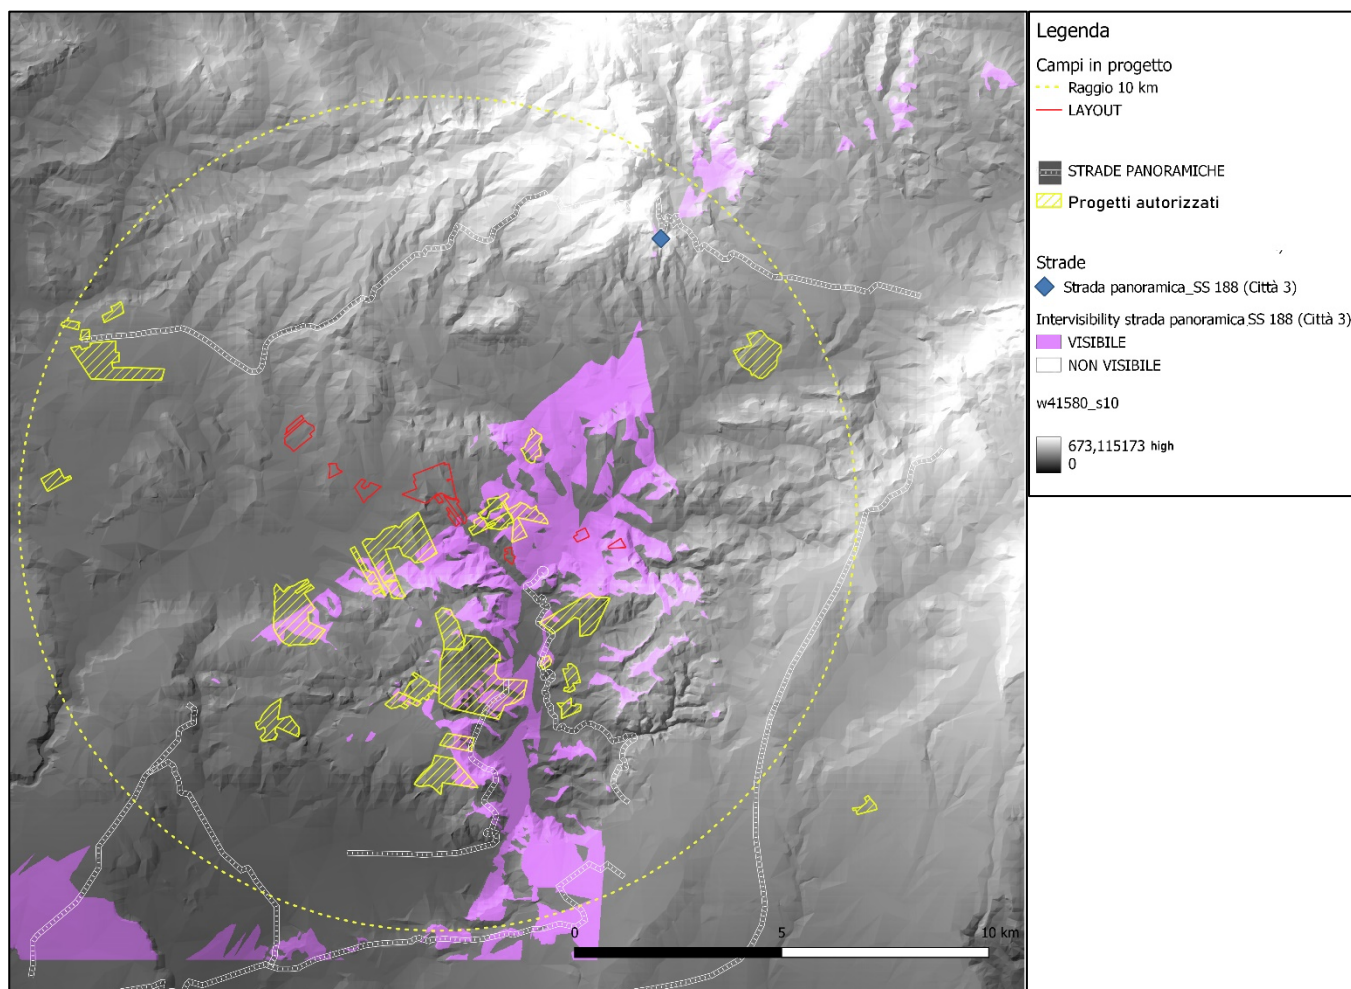 Legenda
Campi in progetto
Raggio 10 km
LAYOUT
STRADE PANORAMICHE
Progetti autorizzati
Strade
Strada panoramica_SS 188 (Città 3)
Intervisibility strada panoramica SS 188 (Città 3)
VISIBILE
NON VISIBILE
w41580_s10
673,115173 high
0
0 5 10 km